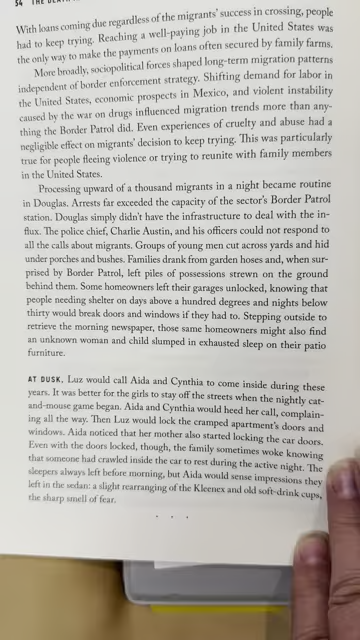 54 THE DEATH
With loans coming due regardless of the migrants' success in crossing, people
had to keep trying. Reaching a well-paying job in the United States was
the only way to make the payments on loans often secured by family farms.
More broadly, sociopolitical forces shaped long-term migration patterns
independent of border enforcement strategy. Shifting demand for labor in
the United States, economic prospects in Mexico, and violent instability
caused by the war on drugs influenced migration trends more than any-
thing the Border Patrol did. Even experiences of cruelty and abuse had a
negligible effect on migrants' decision to keep trying. This was particularly
true for people fleeing violence or trying to reunite with family members
in the United States.
Processing upward of a thousand migrants in a night became routine
in Douglas. Arrests far exceeded the capacity of the sector's Border Patrol
station. Douglas simply didn't have the infrastructure to deal with the in-
flux. The police chief, Charlie Austin, and his officers could not respond to
all the calls about migrants. Groups of young men cut across yards and hid
under porches and bushes. Families drank from garden hoses and, when sur-
prised by Border Patrol, left piles of possessions strewn on the ground
behind them. Some homeowners left their garages unlocked, knowing that
people needing shelter on days above a hundred degrees and nights below
thirty would break doors and windows if they had to. Stepping outside to
retrieve the morning newspaper, those same homeowners might also find
an unknown woman and child slumped in exhausted sleep on their patio
furniture.
AT DUSK, Luz would call Aida and Cynthia to come inside during these
years. It was better for the girls to stay off the streets when the nightly cat-
and-mouse game began. Aida and Cynthia would heed her call, complain-
ing all the way. Then Luz would lock the cramped apartment's doors and
windows. Aida noticed that her mother also started locking the car doors.
Even with the doors locked, though, the family sometimes woke knowing
that someone had crawled inside the car to rest during the active night. The
sleepers always left before morning, but Aida would sense impressions they
left in the sedan: a slight rearranging of the Kleenex and old soft-drink cups,
the sharp smell of fear.
. . .